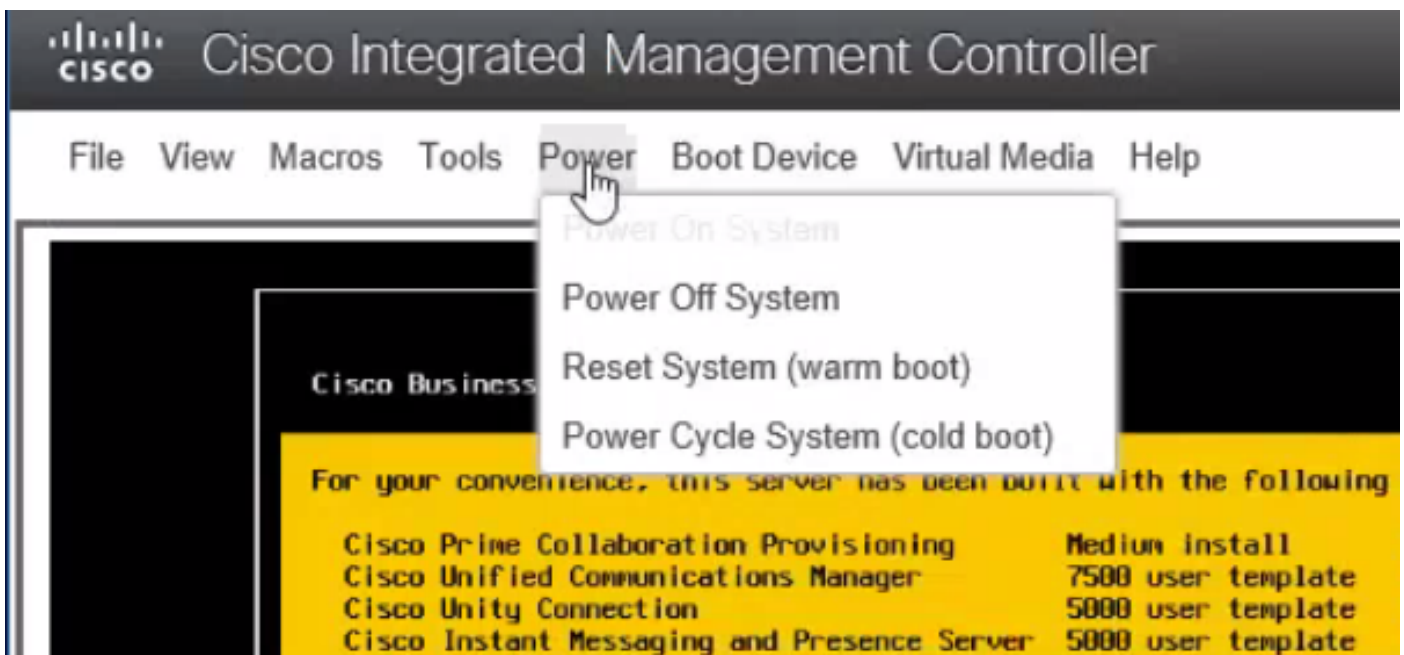 CISCO Cisco Integrated Management Controller
File View Macros Tools Power Boot Device Virtual Media Help
Power On System
Power Off System
Reset System (warm boot)
Power Cycle System (cold boot)
Cisco Business
For your convenience, this server has been built with the following
Cisco Prime Collaboration Provisioning Medium install
Cisco Unified Communications Manager 7500 user template
Cisco Unity Connection 5000 user template
Cisco Instant Messaging and Presence Server 5000 user template